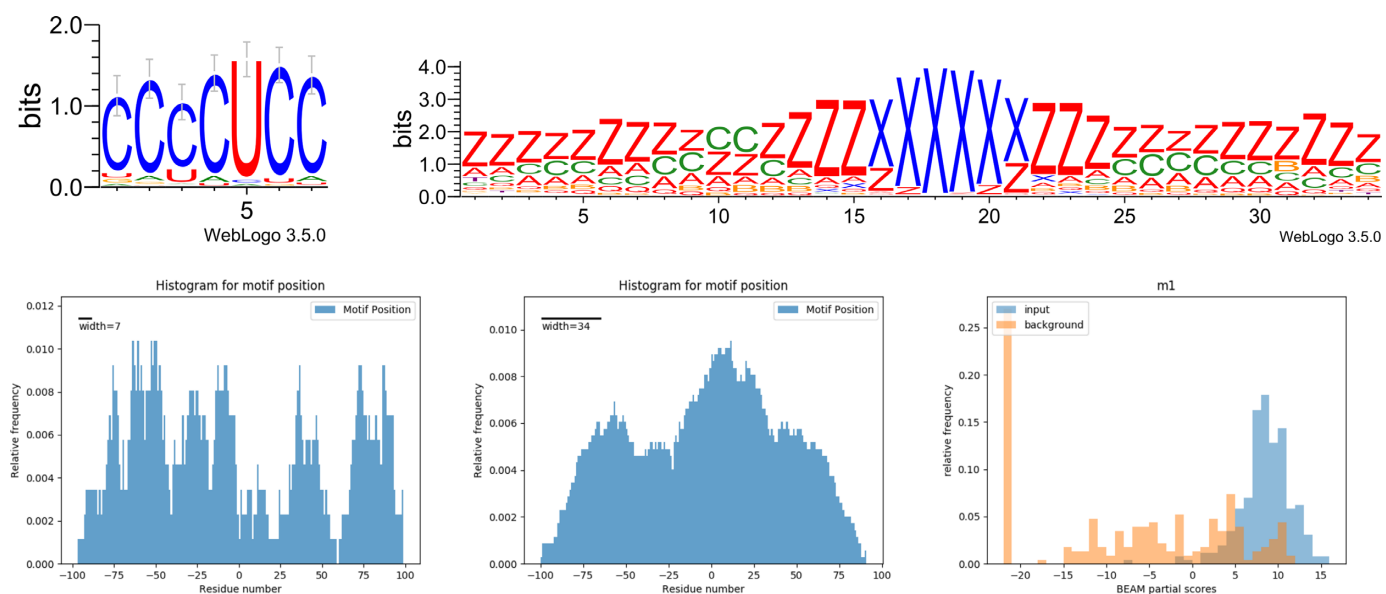 2.0
1.0
0.0
bits
CCCCUCC
5
WebLogo 3.5.0
4.0
3.0
2.0
1.0
0.0
bits
ZZZZZZZZZCCZZZZXXXXXXZZZZZZZZZZZZZ
5 10 15 20 25 30
WebLogo 3.5.0
Histogram for motif position
0.012
0.010
0.008
0.006
0.004
0.002
0.000
Relative frequency
width=7
Motif Position
−100 −75 −50 −25 0 25 50 75 100
Residue number
Histogram for motif position
0.010
0.008
0.006
0.004
0.002
0.000
Relative frequency
width=34
Motif Position
−100 −75 −50 −25 0 25 50 75 100
Residue number
m1
0.25
0.20
0.15
0.10
0.05
0.00
relative frequency
input
background
−20 −15 −10 −5 0 5 10 15
BEAM partial scores